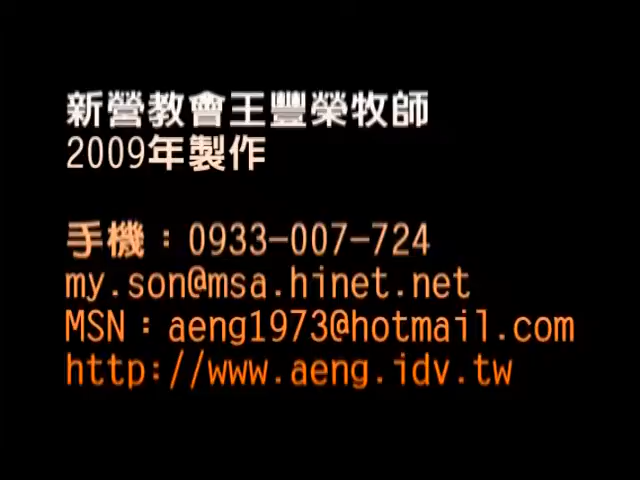 新營教會王豐榮牧師
2009年製作
手機：0933-007-724
my.son@msa.hinet.net
MSN：aeng1973@hotmail.com
http://www.aeng.idv.tw